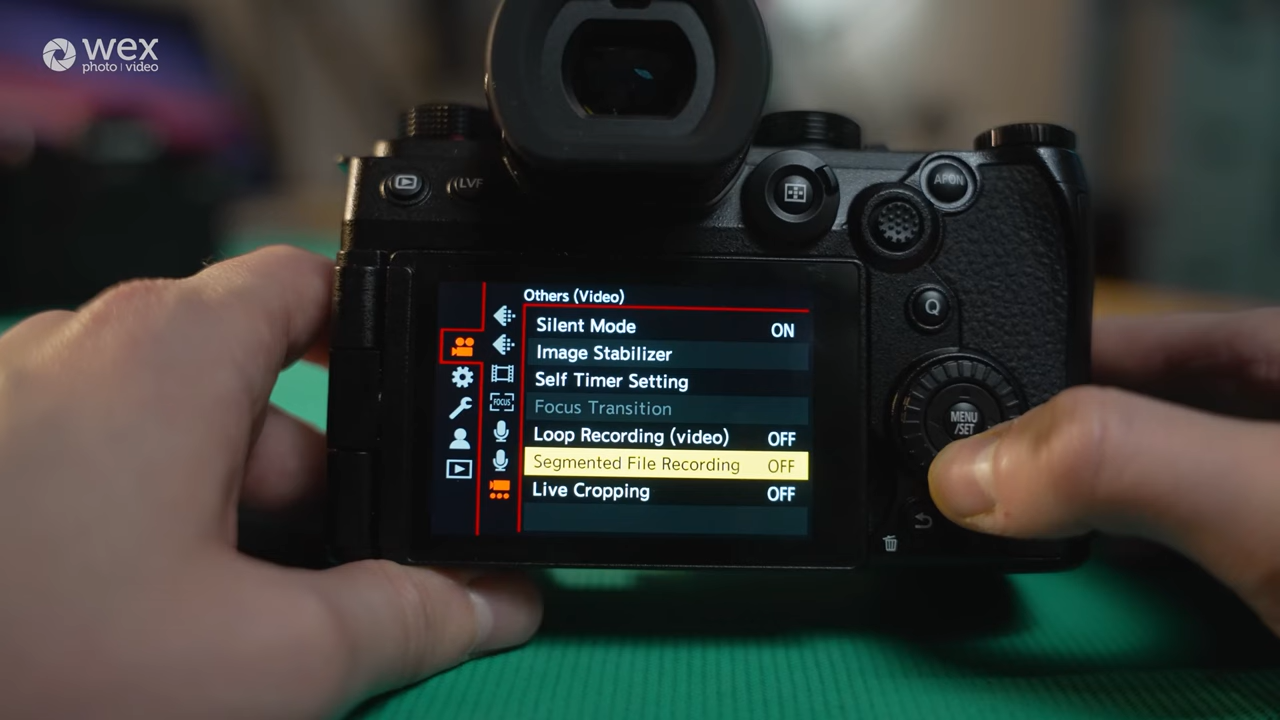 wex
photo | video
LVF
AF ON
Q
MENU
/SET
Others (Video)
Silent Mode ON
Image Stabilizer
Self Timer Setting
FOCUS
Focus Transition
Loop Recording (video) OFF
Segmented File Recording OFF
Live Cropping OFF